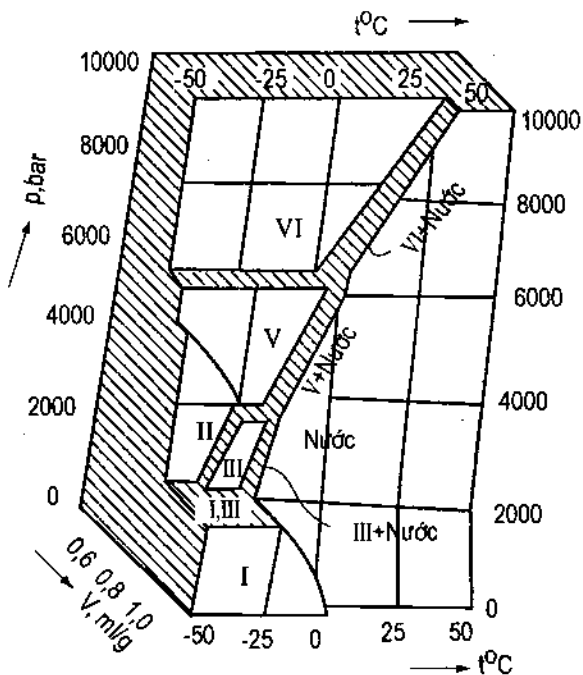 t°C
10000
-50 -25 0 25 50
10000
8000
p,bar
8000
VI+Nước
6000
VI
6000
4000
V
V+Nước
4000
2000
II
III
Nước
0
I,III
2000
III+Nước
0,6 0,8 1,0
V, ml/g
I
0
-50 -25 0 25 50
t°C